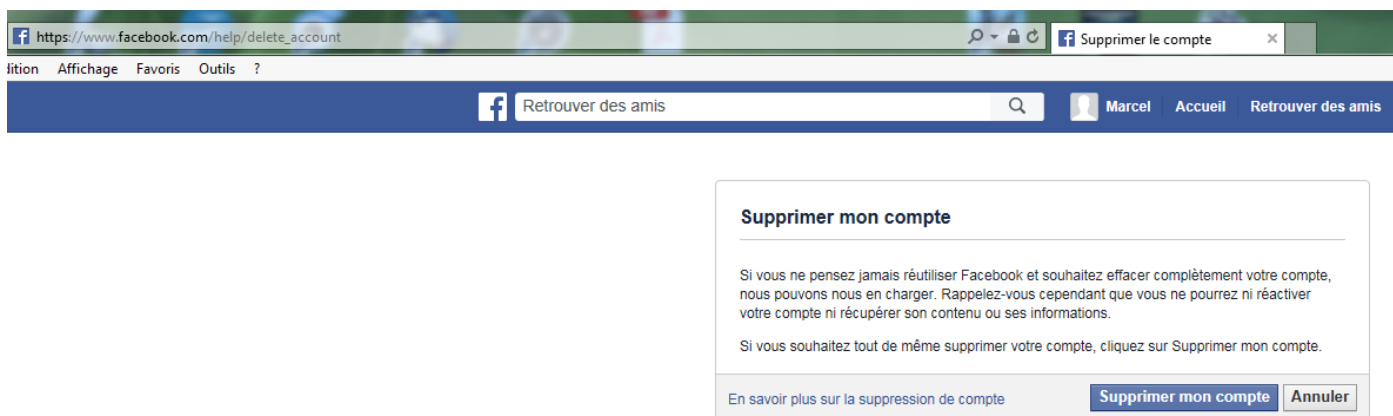 https://www.facebook.com/help/delete_account Supprimer le compte
dition Affichage Favoris Outils ?
Retrouver des amis Marcel Accueil Retrouver des amis
Supprimer mon compte
Si vous ne pensez jamais réutiliser Facebook et souhaitez effacer complètement votre compte,
nous pouvons nous en charger. Rappelez-vous cependant que vous ne pourrez ni réactiver
votre compte ni récupérer son contenu ou ses informations.
Si vous souhaitez tout de même supprimer votre compte, cliquez sur Supprimer mon compte.
En savoir plus sur la suppression de compte Supprimer mon compte Annuler